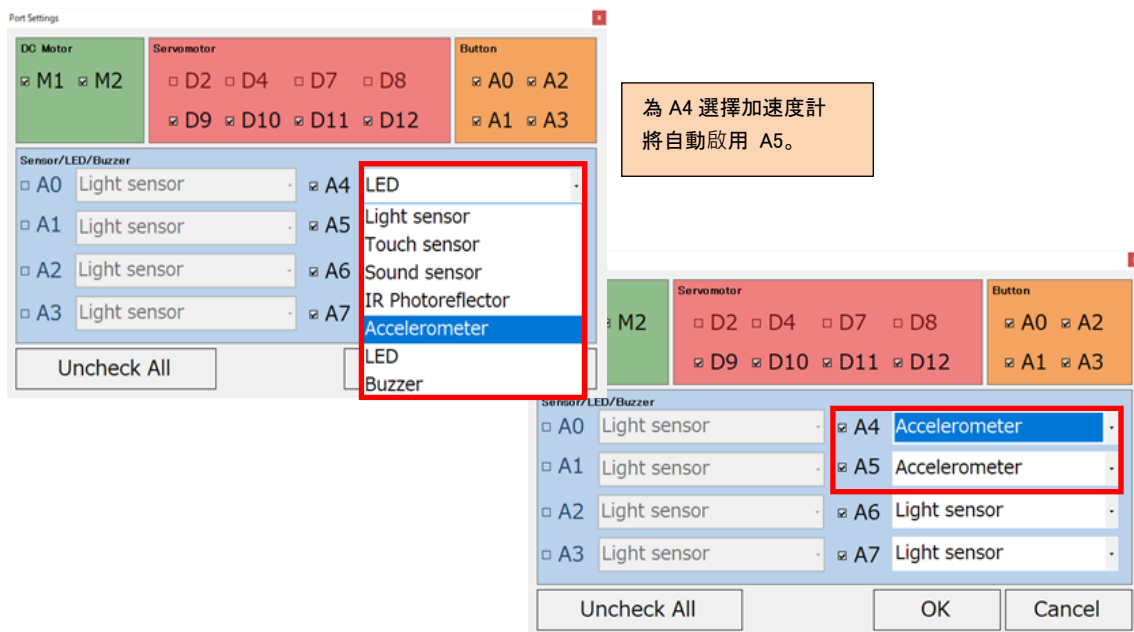 Port Settings
x
DC Motor
M1 M2
Servomotor
D2 D4 D7 D8
D9 D10 D11 D12
Button
A0 A2
A1 A3
Sensor/LED/Buzzer
A0 Light sensor
A1 Light sensor
A2 Light sensor
A3 Light sensor
A4 LED
A5
A6
A7
Light sensor
Touch sensor
Sound sensor
IR Photoreflector
Accelerometer
LED
Buzzer
Uncheck All
為 A4 選擇加速度計
將自動啟用 A5。
M2
Servomotor
D2 D4 D7 D8
D9 D10 D11 D12
Button
A0 A2
A1 A3
Sensor/LED/Buzzer
A0 Light sensor
A1 Light sensor
A2 Light sensor
A3 Light sensor
A4 Accelerometer
A5 Accelerometer
A6 Light sensor
A7 Light sensor
Uncheck All
OK
Cancel